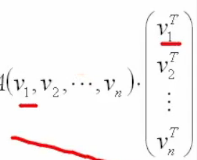 (v₁, v₂, ⋯, vₙ) ·
v₁ᵀ
v₂ᵀ
⋮
vₙᵀ